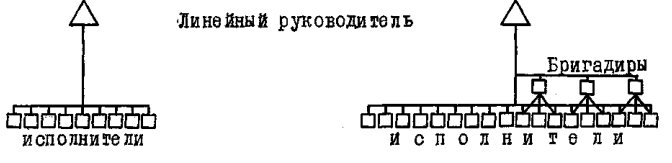 Линейный руководитель
Бригадиры
исполнители
исполнители